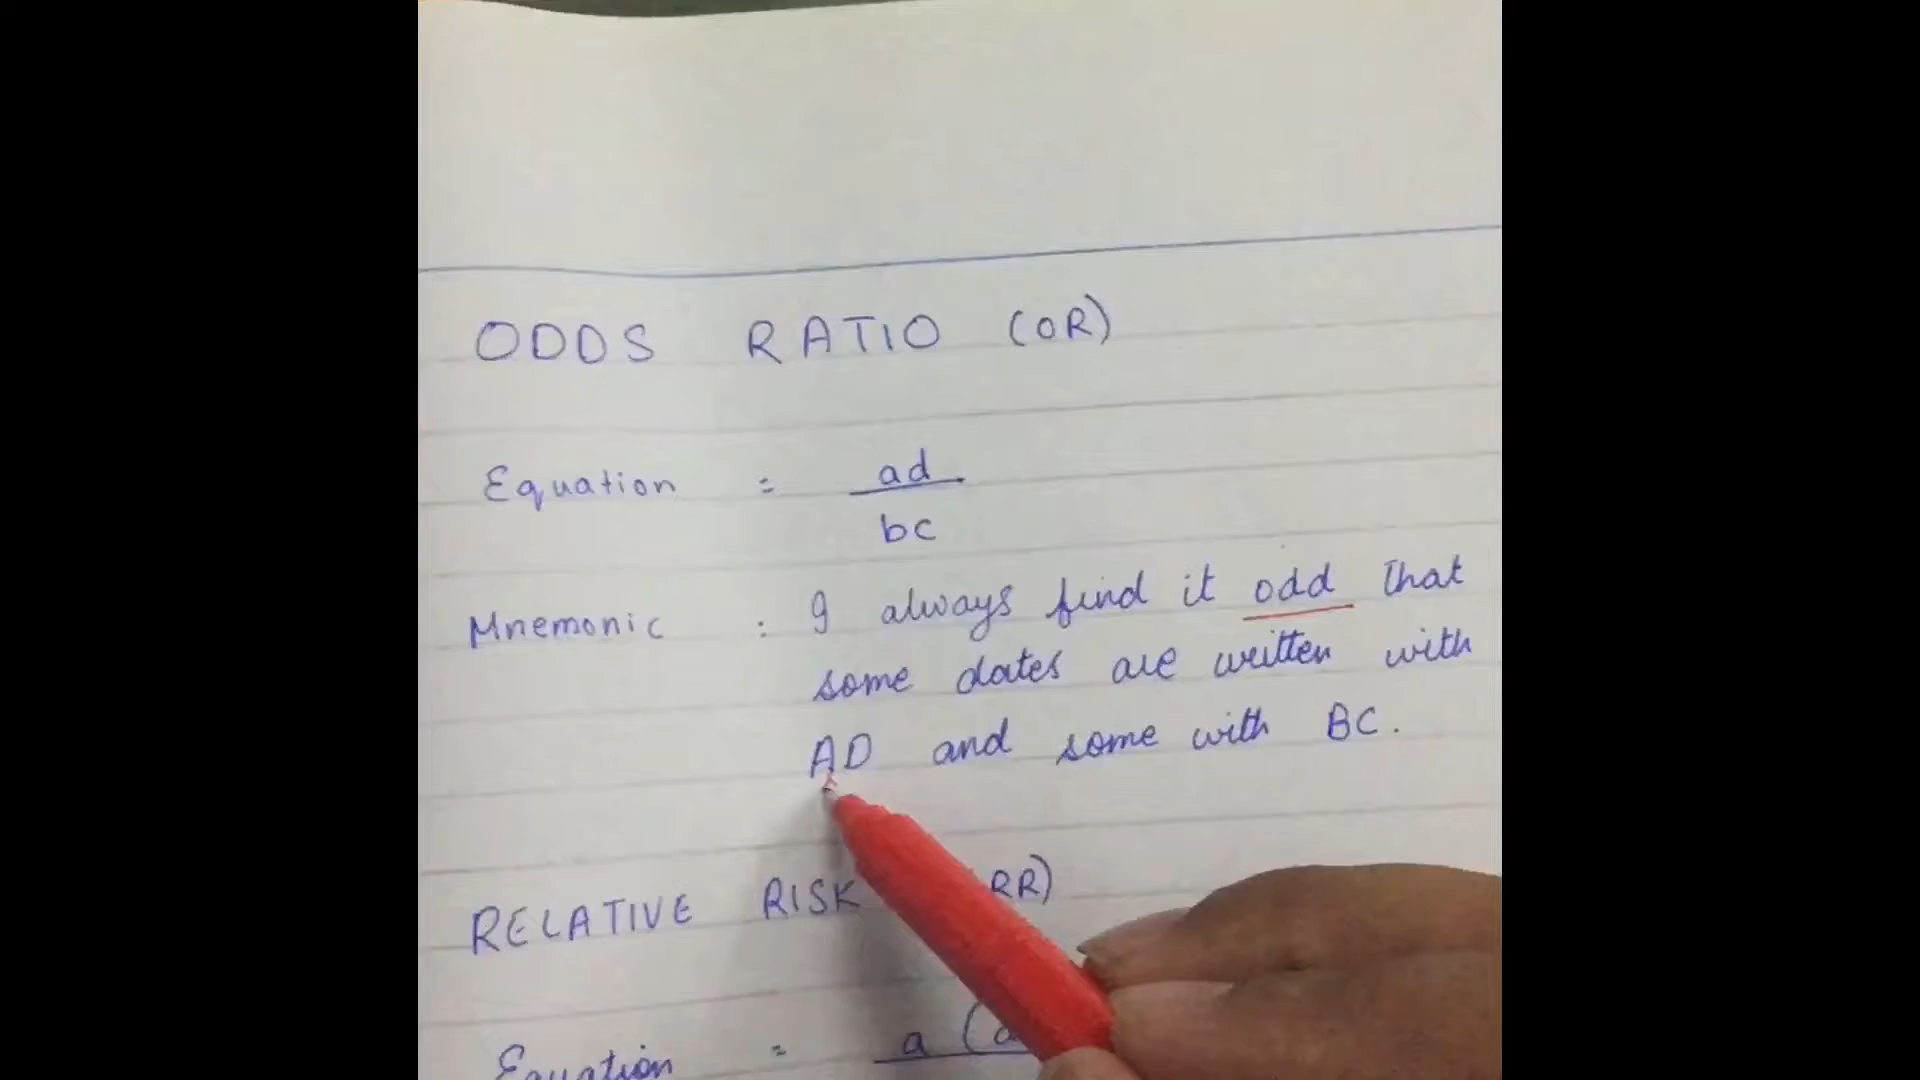 ODDS RATIO (OR)
Equation = ad
bc
Mnemonic : I always find it odd that
some dates are written with
AD and some with BC.
RELATIVE RISK RR)
Equation = a (